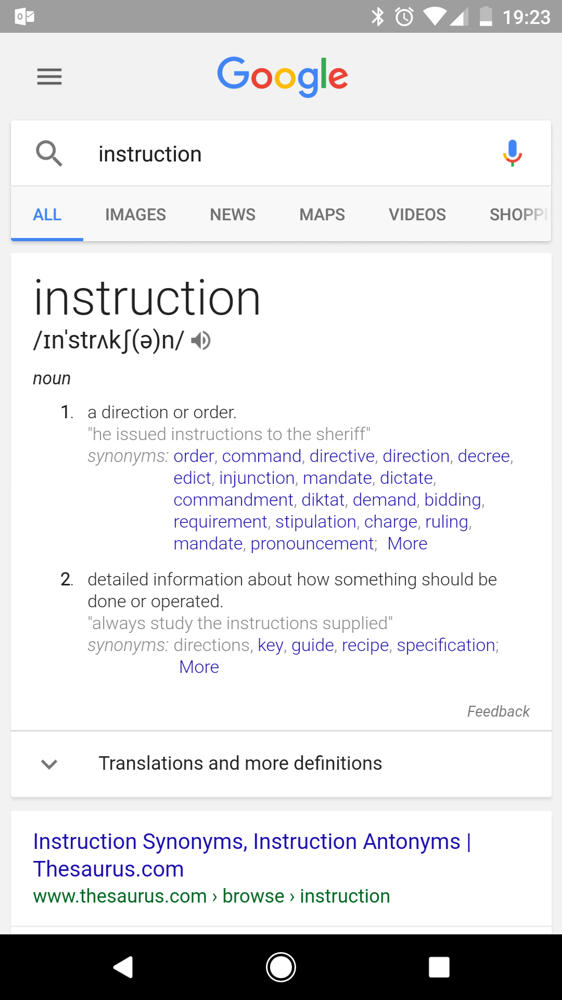 19:23
Google
instruction
ALL IMAGES NEWS MAPS VIDEOS SHOPPI
instruction
/ɪnˈstrʌkʃ(ə)n/
noun
1. a direction or order.
"he issued instructions to the sheriff"
synonyms: order, command, directive, direction, decree,
edict, injunction, mandate, dictate,
commandment, diktat, demand, bidding,
requirement, stipulation, charge, ruling,
mandate, pronouncement; More
2. detailed information about how something should be
done or operated.
"always study the instructions supplied"
synonyms: directions, key, guide, recipe, specification;
More
Feedback
Translations and more definitions
Instruction Synonyms, Instruction Antonyms |
Thesaurus.com
www.thesaurus.com › browse › instruction